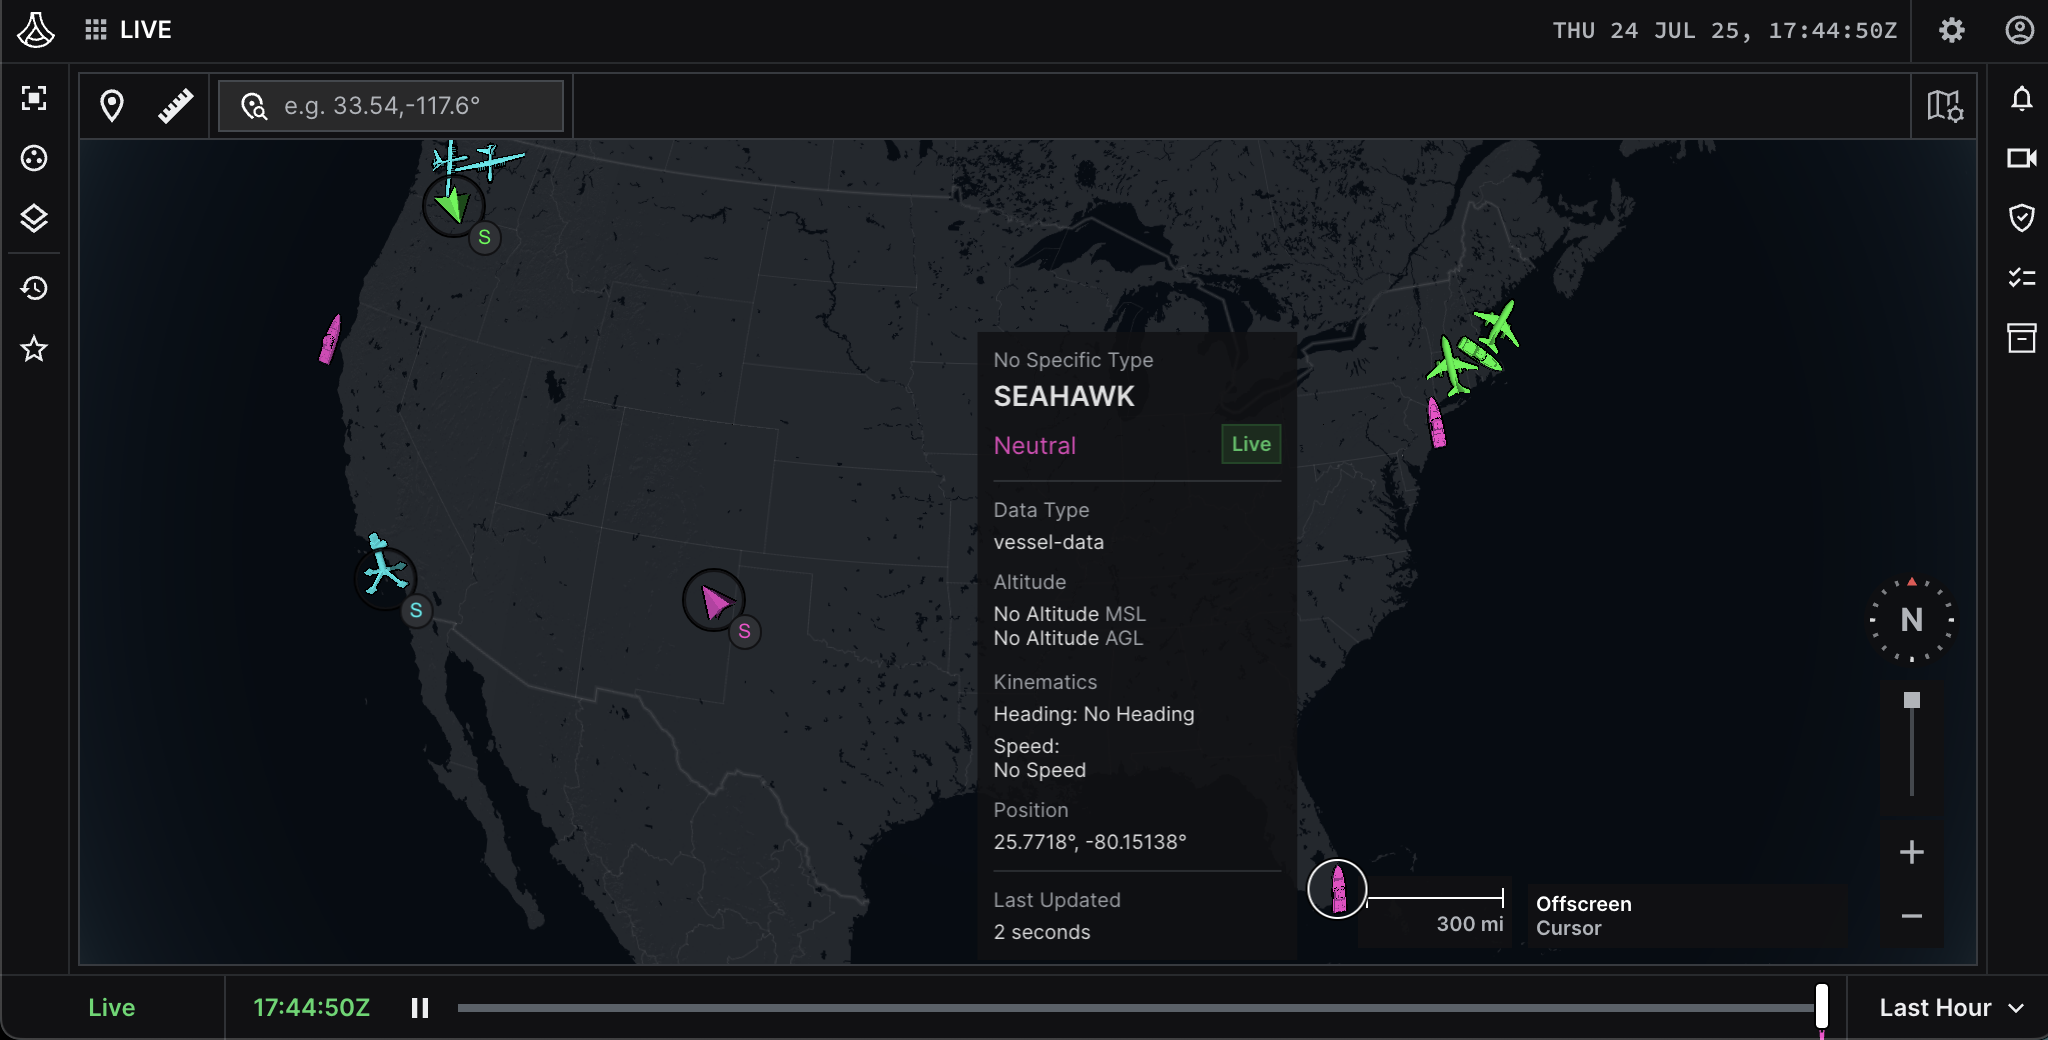 LIVE
THU 24 JUL 25, 17:44:50Z
e.g. 33.54,-117.6°
S
S
S
No Specific Type
SEAHAWK
Neutral
Live
Data Type
vessel-data
Altitude
No Altitude MSL
No Altitude AGL
Kinematics
Heading: No Heading
Speed:
No Speed
Position
25.7718°, -80.15138°
Last Updated
2 seconds
N
300 mi
Offscreen
Cursor
Live
17:44:50Z
Last Hour